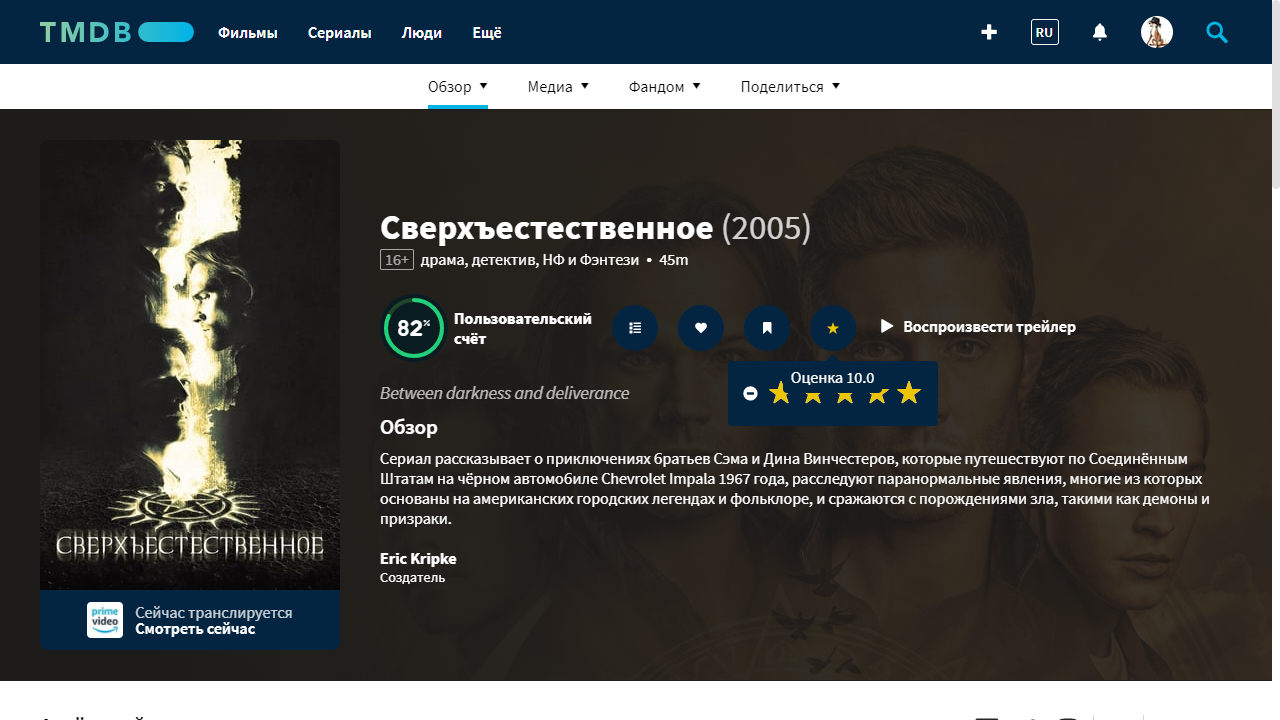 TMDB Фильмы Сериалы Люди Ещё RU
Обзор Медиа Фандом Поделиться
Сверхъестественное (2005)
16+ драма, детектив, НФ и Фэнтези • 45m
82%
Пользовательский
счёт
Воспроизвести трейлер
Оценка 10.0
Between darkness and deliverance
Обзор
Сериал рассказывает о приключениях братьев Сэма и Дина Винчестеров, которые путешествуют по Соединённым
Штатам на чёрном автомобиле Chevrolet Impala 1967 года, расследуют паранормальные явления, многие из которых
основаны на американских городских легендах и фольклоре, и сражаются с порождениями зла, такими как демоны и
призраки.
Eric Kripke
Создатель
СВЕРХЪЕСТЕСТВЕННОЕ
prime
video
Сейчас транслируется
Смотреть сейчас